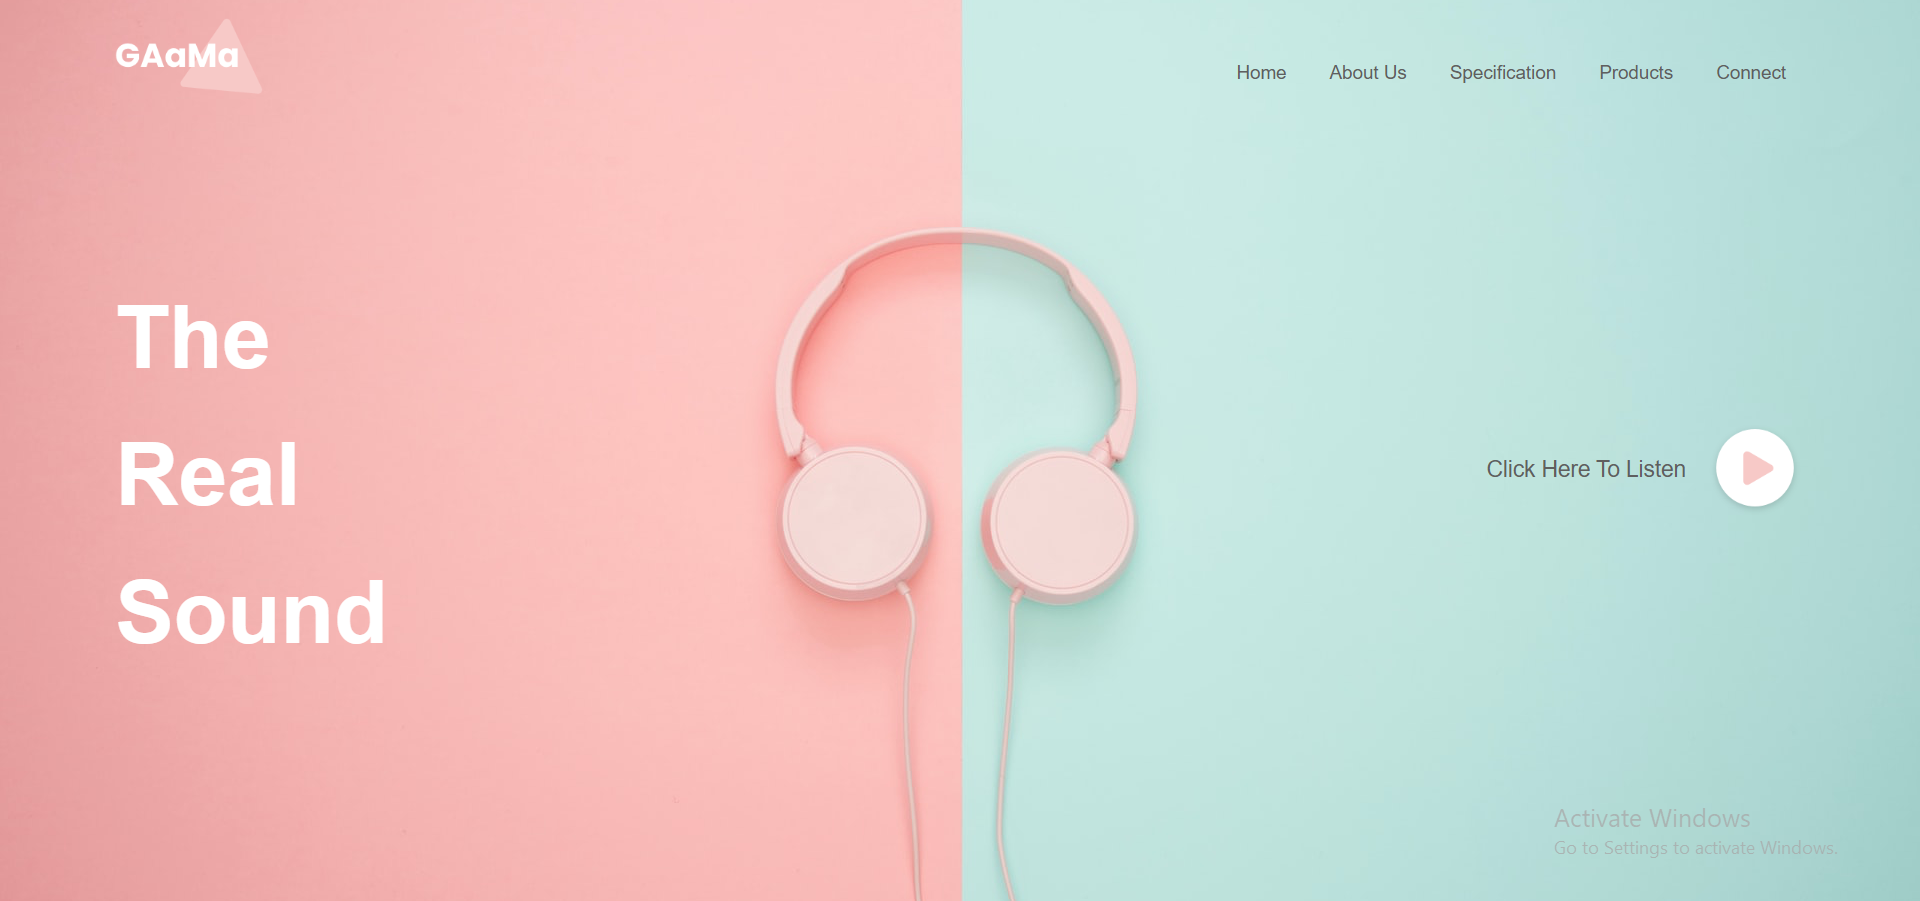 GAaMa
Home About Us Specification Products Connect
The
Real
Sound
Click Here To Listen
Activate Windows
Go to Settings to activate Windows.